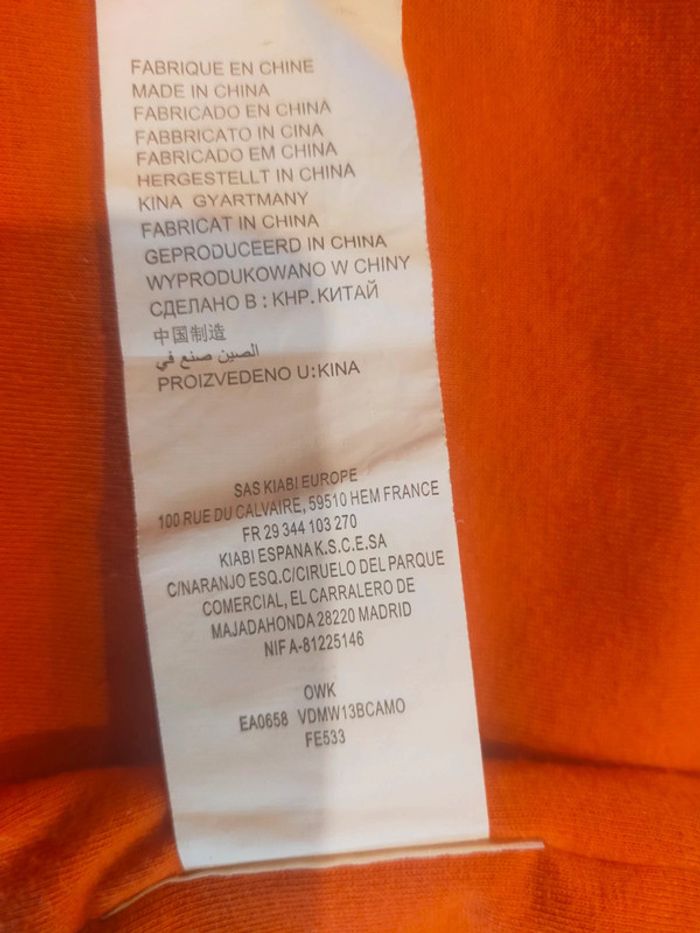 FABRIQUE EN CHINE
MADE IN CHINA
FABRICADO EN CHINA
FABBRICATO IN CINA
FABRICADO EM CHINA
HERGESTELLT IN CHINA
KINA GYARTMANY
FABRICAT IN CHINA
GEPRODUCEERD IN CHINA
WYPRODUKOWANO W CHINY
СДЕЛАНО В : КНР.КИТАЙ
中国制造
الصين صنع في
PROIZVEDENO U:KINA
SAS KIABI EUROPE
100 RUE DU CALVAIRE, 59510 HEM FRANCE
FR 29 344 103 270
KIABI ESPANA K.S.C.E.SA
C/NARANJO ESQ.C/CIRUELO DEL PARQUE
COMERCIAL, EL CARRALERO DE
MAJADAHONDA 28220 MADRID
NIF A-81225146
OWK
EA0658 VDMW13BCAMO
FE533